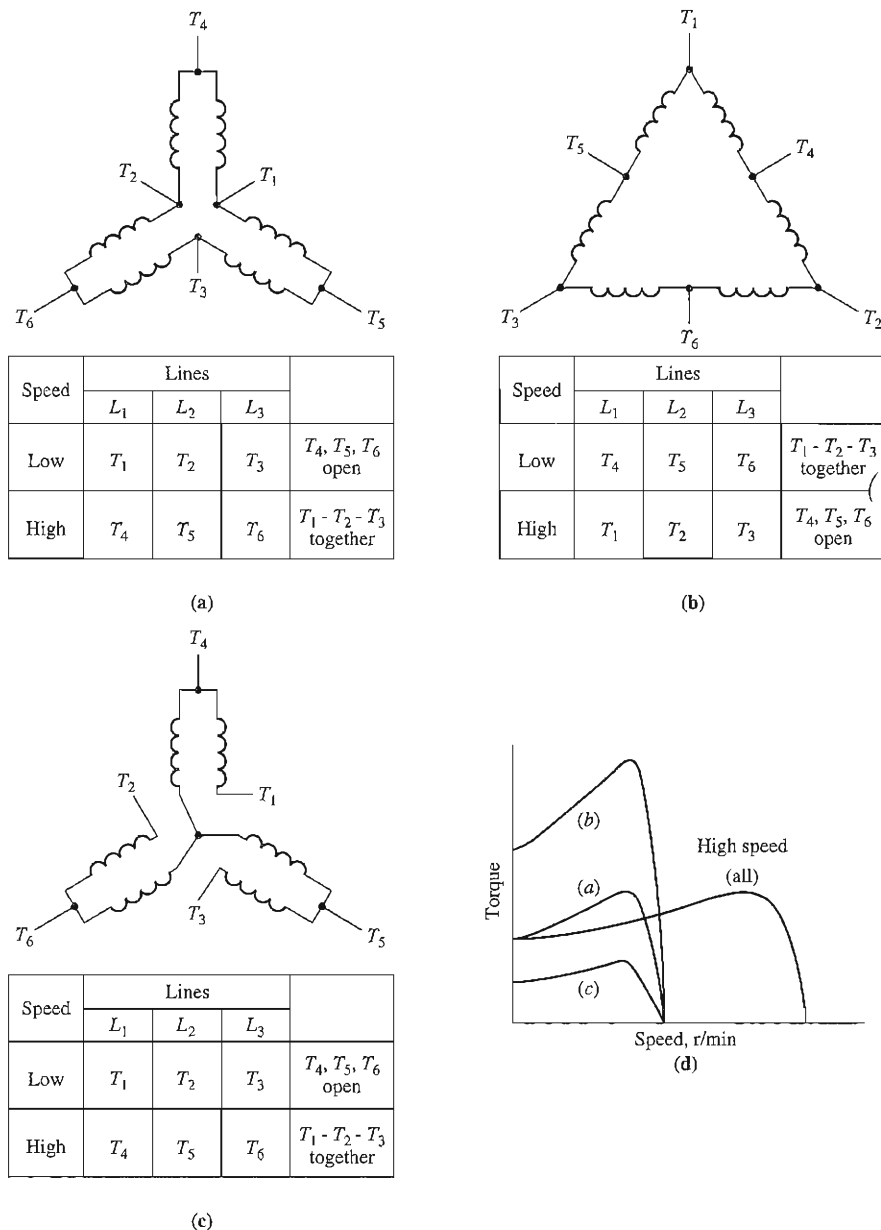 T4
T2
T1
T3
T6
T5
Speed
Lines
L1 L2 L3
Low T1 T2 T3 T4, T5, T6 open
High T4 T5 T6 T1 - T2 - T3 together
(a)
T1
T5
T4
T3
T2
T6
Speed
Lines
L1 L2 L3
Low T4 T5 T6 T1 - T2 - T3 together
High T1 T2 T3 T4, T5, T6 open
(b)
T4
T2
T1
T3
T6
T5
Speed
Lines
L1 L2 L3
Low T1 T2 T3 T4, T5, T6 open
High T4 T5 T6 T1 - T2 - T3 together
(c)
Torque
(b)
(a)
(c)
High speed
(all)
Speed, r/min
(d)